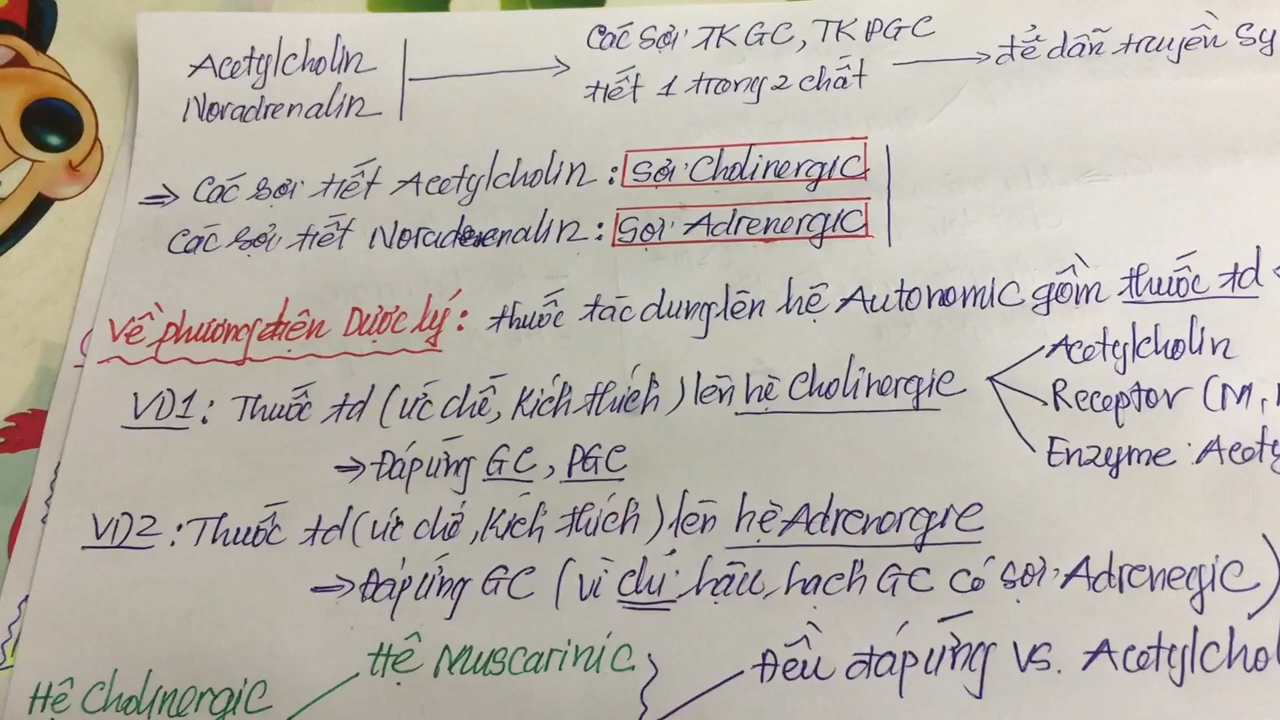 Acetylcholin
Noradrenalin
Các sợi TKGC, TKPGC
tiết 1 trong 2 chất
để dẫn truyền Sy
⇒ Các sợi tiết Acetylcholin : Sợi Cholinergic
Các sợi tiết Noradrenalin : Sợi Adrenergic
Về phương diện Dược lý : thuốc tác dụng lên hệ Autonomic gồm thuốc td
VD1 : Thuốc td (ức chế, Kích thích) lên hệ Cholinergic
Acetylcholin
Receptor (M,
Enzyme : Acety
⇒ Đáp ứng GC, PGC
VD2 : Thuốc td (ức chế, Kích thích) lên hệ Adrenergic
⇒ Đáp ứng GC (vì chỉ hậu hạch GC có sợi Adrenegic)
Hệ Muscarinic
Đều đáp ứng vs. Acetylcho
Hệ Cholinergic